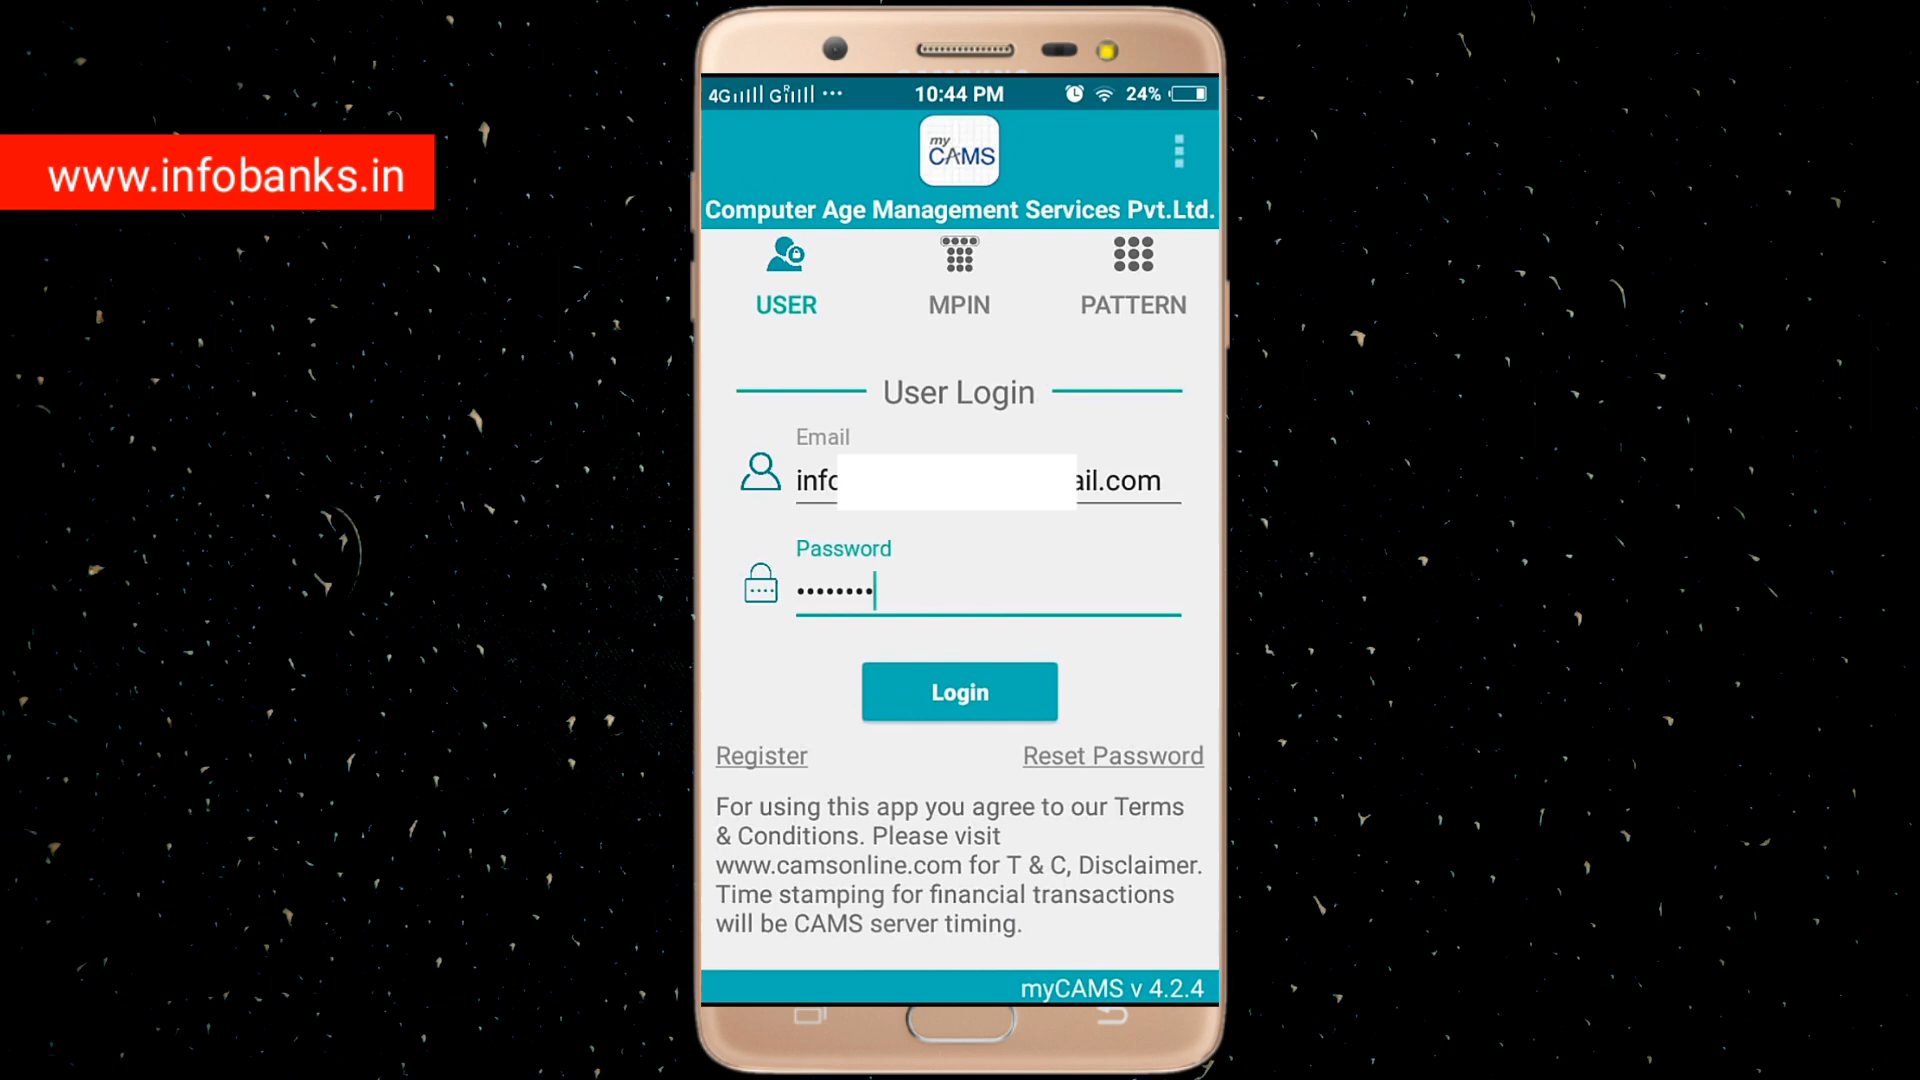 www.infobanks.in
4G G R 10:44 PM 24%
my
CAMS
Computer Age Management Services Pvt.Ltd.
USER MPIN PATTERN
User Login
Email
info ail.com
Password
Login
Register Reset Password
For using this app you agree to our Terms
& Conditions. Please visit
www.camsonline.com for T & C, Disclaimer.
Time stamping for financial transactions
will be CAMS server timing.
myCAMS v 4.2.4